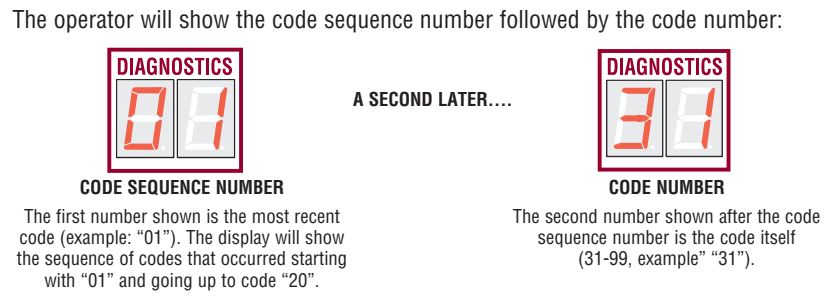 The operator will show the code sequence number followed by the code number:
DIAGNOSTICS
01
CODE SEQUENCE NUMBER
The first number shown is the most recent
code (example: “01”). The display will show
the sequence of codes that occurred starting
with “01” and going up to code “20”.
A SECOND LATER....
DIAGNOSTICS
31
CODE NUMBER
The second number shown after the code
sequence number is the code itself
(31-99, example” “31”).